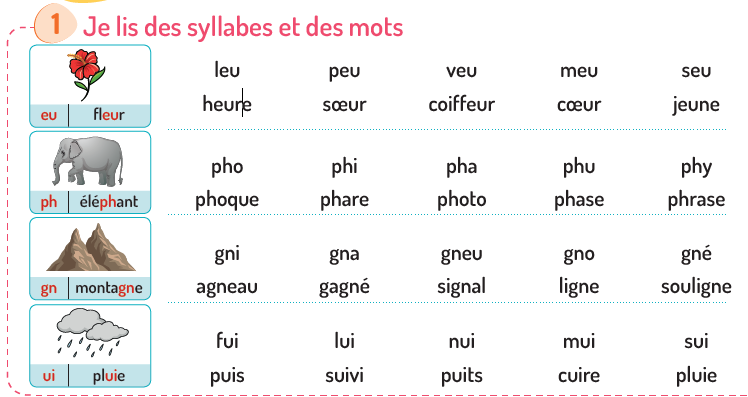 1 Je lis des syllabes et des mots
eu fleur
leu peu veu meu seu
heure sœur coiffeur cœur jeune
ph éléphant
pho phi pha phu phy
phoque phare photo phase phrase
gn montagne
gni gna gneu gno gné
agneau gagné signal ligne souligne
ui pluie
fui lui nui mui sui
puis suivi puits cuire pluie